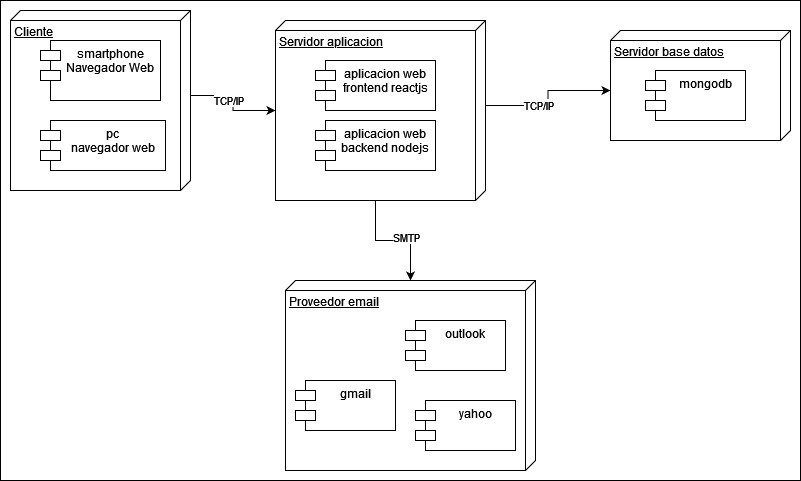 Cliente
smartphone
Navegador Web
pc
navegador web
TCP/IP
Servidor aplicacion
aplicacion web
frontend reactjs
aplicacion web
backend nodejs
TCP/IP
Servidor base datos
mongodb
SMTP
Proveedor email
outlook
gmail
yahoo